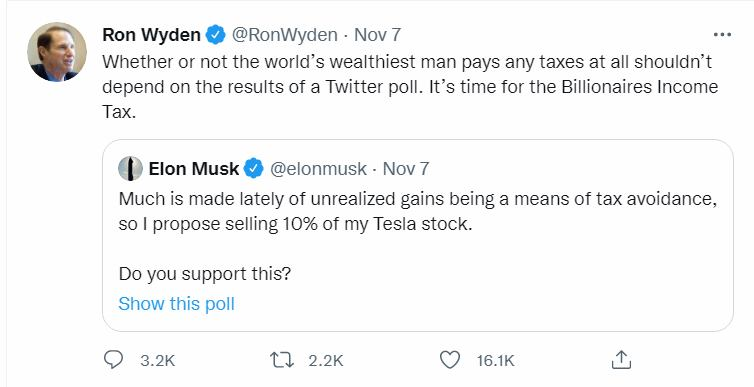 Ron Wyden @RonWyden · Nov 7
Whether or not the world's wealthiest man pays any taxes at all shouldn't
depend on the results of a Twitter poll. It's time for the Billionaires Income
Tax.
Elon Musk @elonmusk · Nov 7
Much is made lately of unrealized gains being a means of tax avoidance,
so I propose selling 10% of my Tesla stock.
Do you support this?
Show this poll
3.2K 2.2K 16.1K